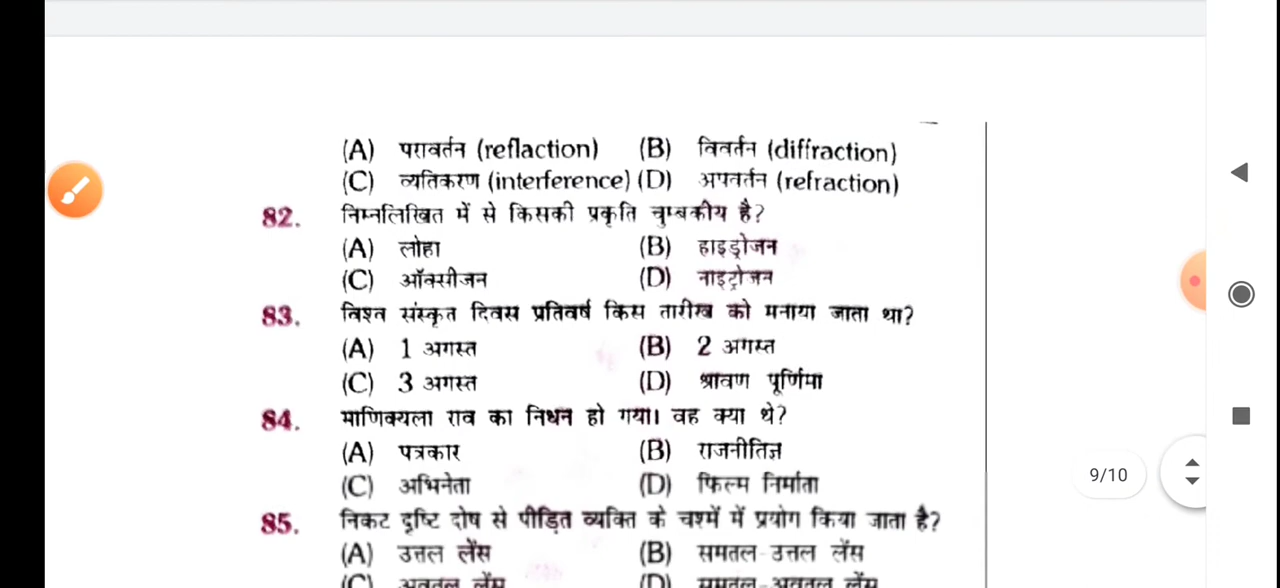 (A) परावर्तन (reflaction) (B) विवर्तन (diffraction)
(C) व्यतिकरण (interference) (D) अपवर्तन (refraction)
82. निम्नलिखित में से किसकी प्रकृति चुम्बकीय है?
(A) लोहा (B) हाइड्रोजन
(C) ऑक्सीजन (D) नाइट्रोजन
83. विश्व संस्कृत दिवस प्रतिवर्ष किस तारीख को मनाया जाता था?
(A) 1 अगस्त (B) 2 अगस्त
(C) 3 अगस्त (D) श्रावण पूर्णिमा
84. माणिक्यला राव का निधन हो गया। वह क्या थे?
(A) पत्रकार (B) राजनीतिज्ञ
(C) अभिनेता (D) फिल्म निर्माता
9/10
85. निकट दृष्टि दोष से पीड़ित व्यक्ति के चश्में में प्रयोग किया जाता है?
(A) उत्तल लेंस (B) समतल-उत्तल लेंस
(C) अवतल लेंस (D) समतल-अवतल लेंस